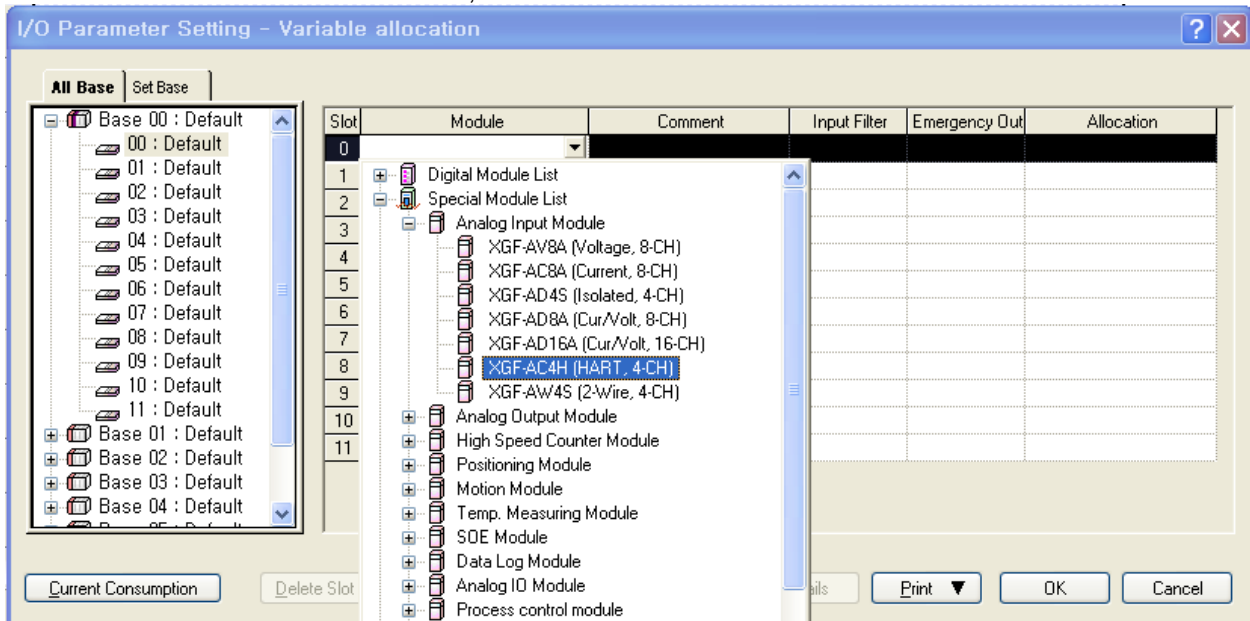 I/O Parameter Setting - Variable allocation
All Base
Set Base
Base 00 : Default
00 : Default
01 : Default
02 : Default
03 : Default
04 : Default
05 : Default
06 : Default
07 : Default
08 : Default
09 : Default
10 : Default
11 : Default
Base 01 : Default
Base 02 : Default
Base 03 : Default
Base 04 : Default
Slot Module Comment Input Filter Emergency Out Allocation
0
1
2
3
4
5
6
7
8
9
10
11
Digital Module List
Special Module List
Analog Input Module
XGF-AV8A (Voltage, 8-CH)
XGF-AC8A (Current, 8-CH)
XGF-AD4S (Isolated, 4-CH)
XGF-AD8A (Cur/Volt, 8-CH)
XGF-AD16A (Cur/Volt, 16-CH)
XGF-AC4H (HART, 4-CH)
XGF-AW4S (2-Wire, 4-CH)
Analog Output Module
High Speed Counter Module
Positioning Module
Motion Module
Temp. Measuring Module
SOE Module
Data Log Module
Analog IO Module
Process control module
Current Consumption
Delete Slot
ails
Print ▼
OK
Cancel